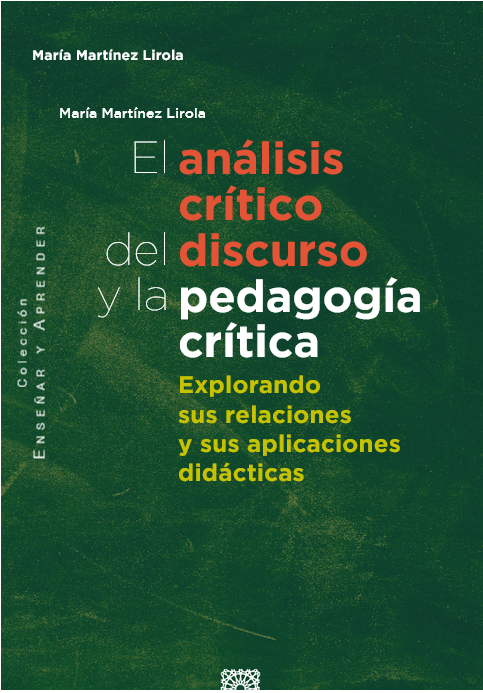 María Martínez Lirola
María Martínez Lirola
El análisis
crítico
del discurso
y la pedagogía
crítica
Explorando
sus relaciones
y sus aplicaciones
didácticas
Colección
Enseñar y Aprender